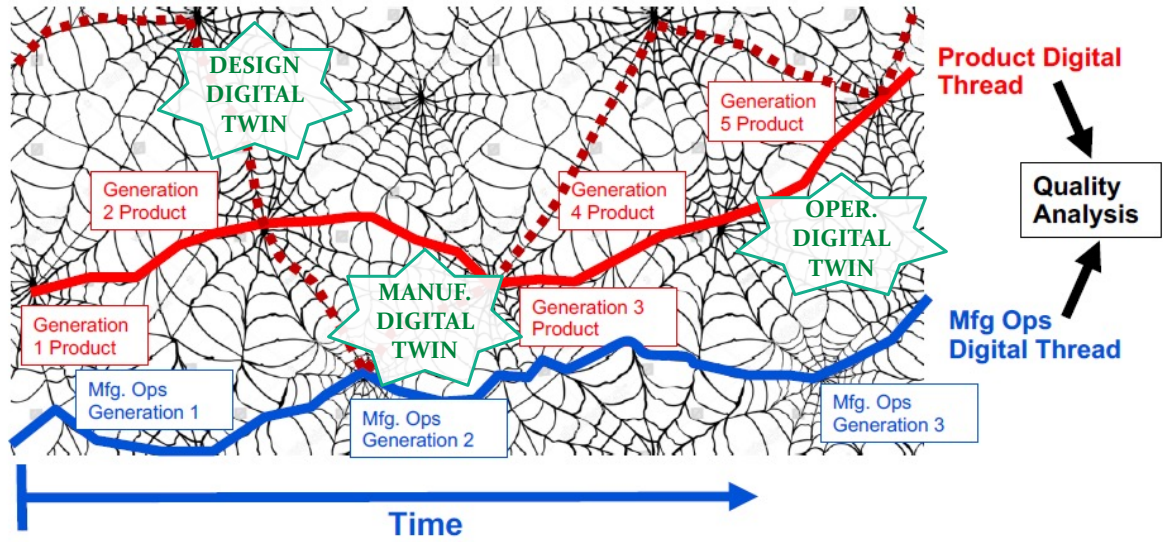 DESIGN
DIGITAL
TWIN
Product Digital
Thread
Generation
5 Product
Generation
2 Product
Generation
4 Product
Quality
Analysis
OPER.
DIGITAL
TWIN
MANUF.
DIGITAL
TWIN
Generation 3
Product
Generation
1 Product
Mfg Ops
Digital Thread
Mfg. Ops
Generation 1
Mfg. Ops
Generation 2
Mfg. Ops
Generation 3
Time